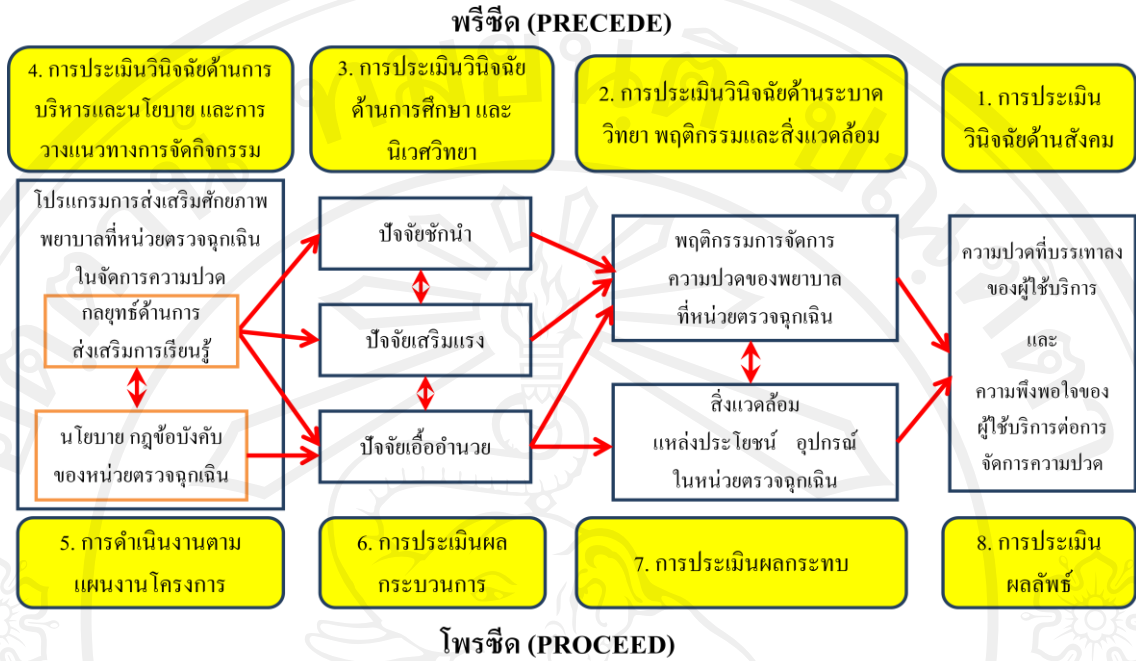 พรีซีด (PRECEDE)
4. การประเมินวินิจฉัยด้านการ
บริหารและนโยบาย และการ
วางแนวทางการจัดกิจกรรม
3. การประเมินวินิจฉัย
ด้านการศึกษา และ
นิเวศวิทยา
2. การประเมินวินิจฉัยด้านระบาด
วิทยา พฤติกรรมและสิ่งแวดล้อม
1. การประเมิน
วินิจฉัยด้านสังคม
โปรแกรมการส่งเสริมศักยภาพ
พยาบาลที่หน่วยตรวจฉุกเฉิน
ในจัดการความปวด
กลยุทธ์ด้านการ
ส่งเสริมการเรียนรู้
นโยบาย กฎข้อบังคับ
ของหน่วยตรวจฉุกเฉิน
ปัจจัยชักนำ
ปัจจัยเสริมแรง
ปัจจัยเอื้ออำนวย
พฤติกรรมการจัดการ
ความปวดของพยาบาล
ที่หน่วยตรวจฉุกเฉิน
สิ่งแวดล้อม
แหล่งประโยชน์ อุปกรณ์
ในหน่วยตรวจฉุกเฉิน
ความปวดที่บรรเทาลง
ของผู้ใช้บริการ
และ
ความพึงพอใจของ
ผู้ใช้บริการต่อการ
จัดการความปวด
5. การดำเนินงานตาม
แผนงานโครงการ
6. การประเมินผล
กระบวนการ
7. การประเมินผลกระทบ
8. การประเมิน
ผลลัพธ์
โพรซีด (PROCEED)